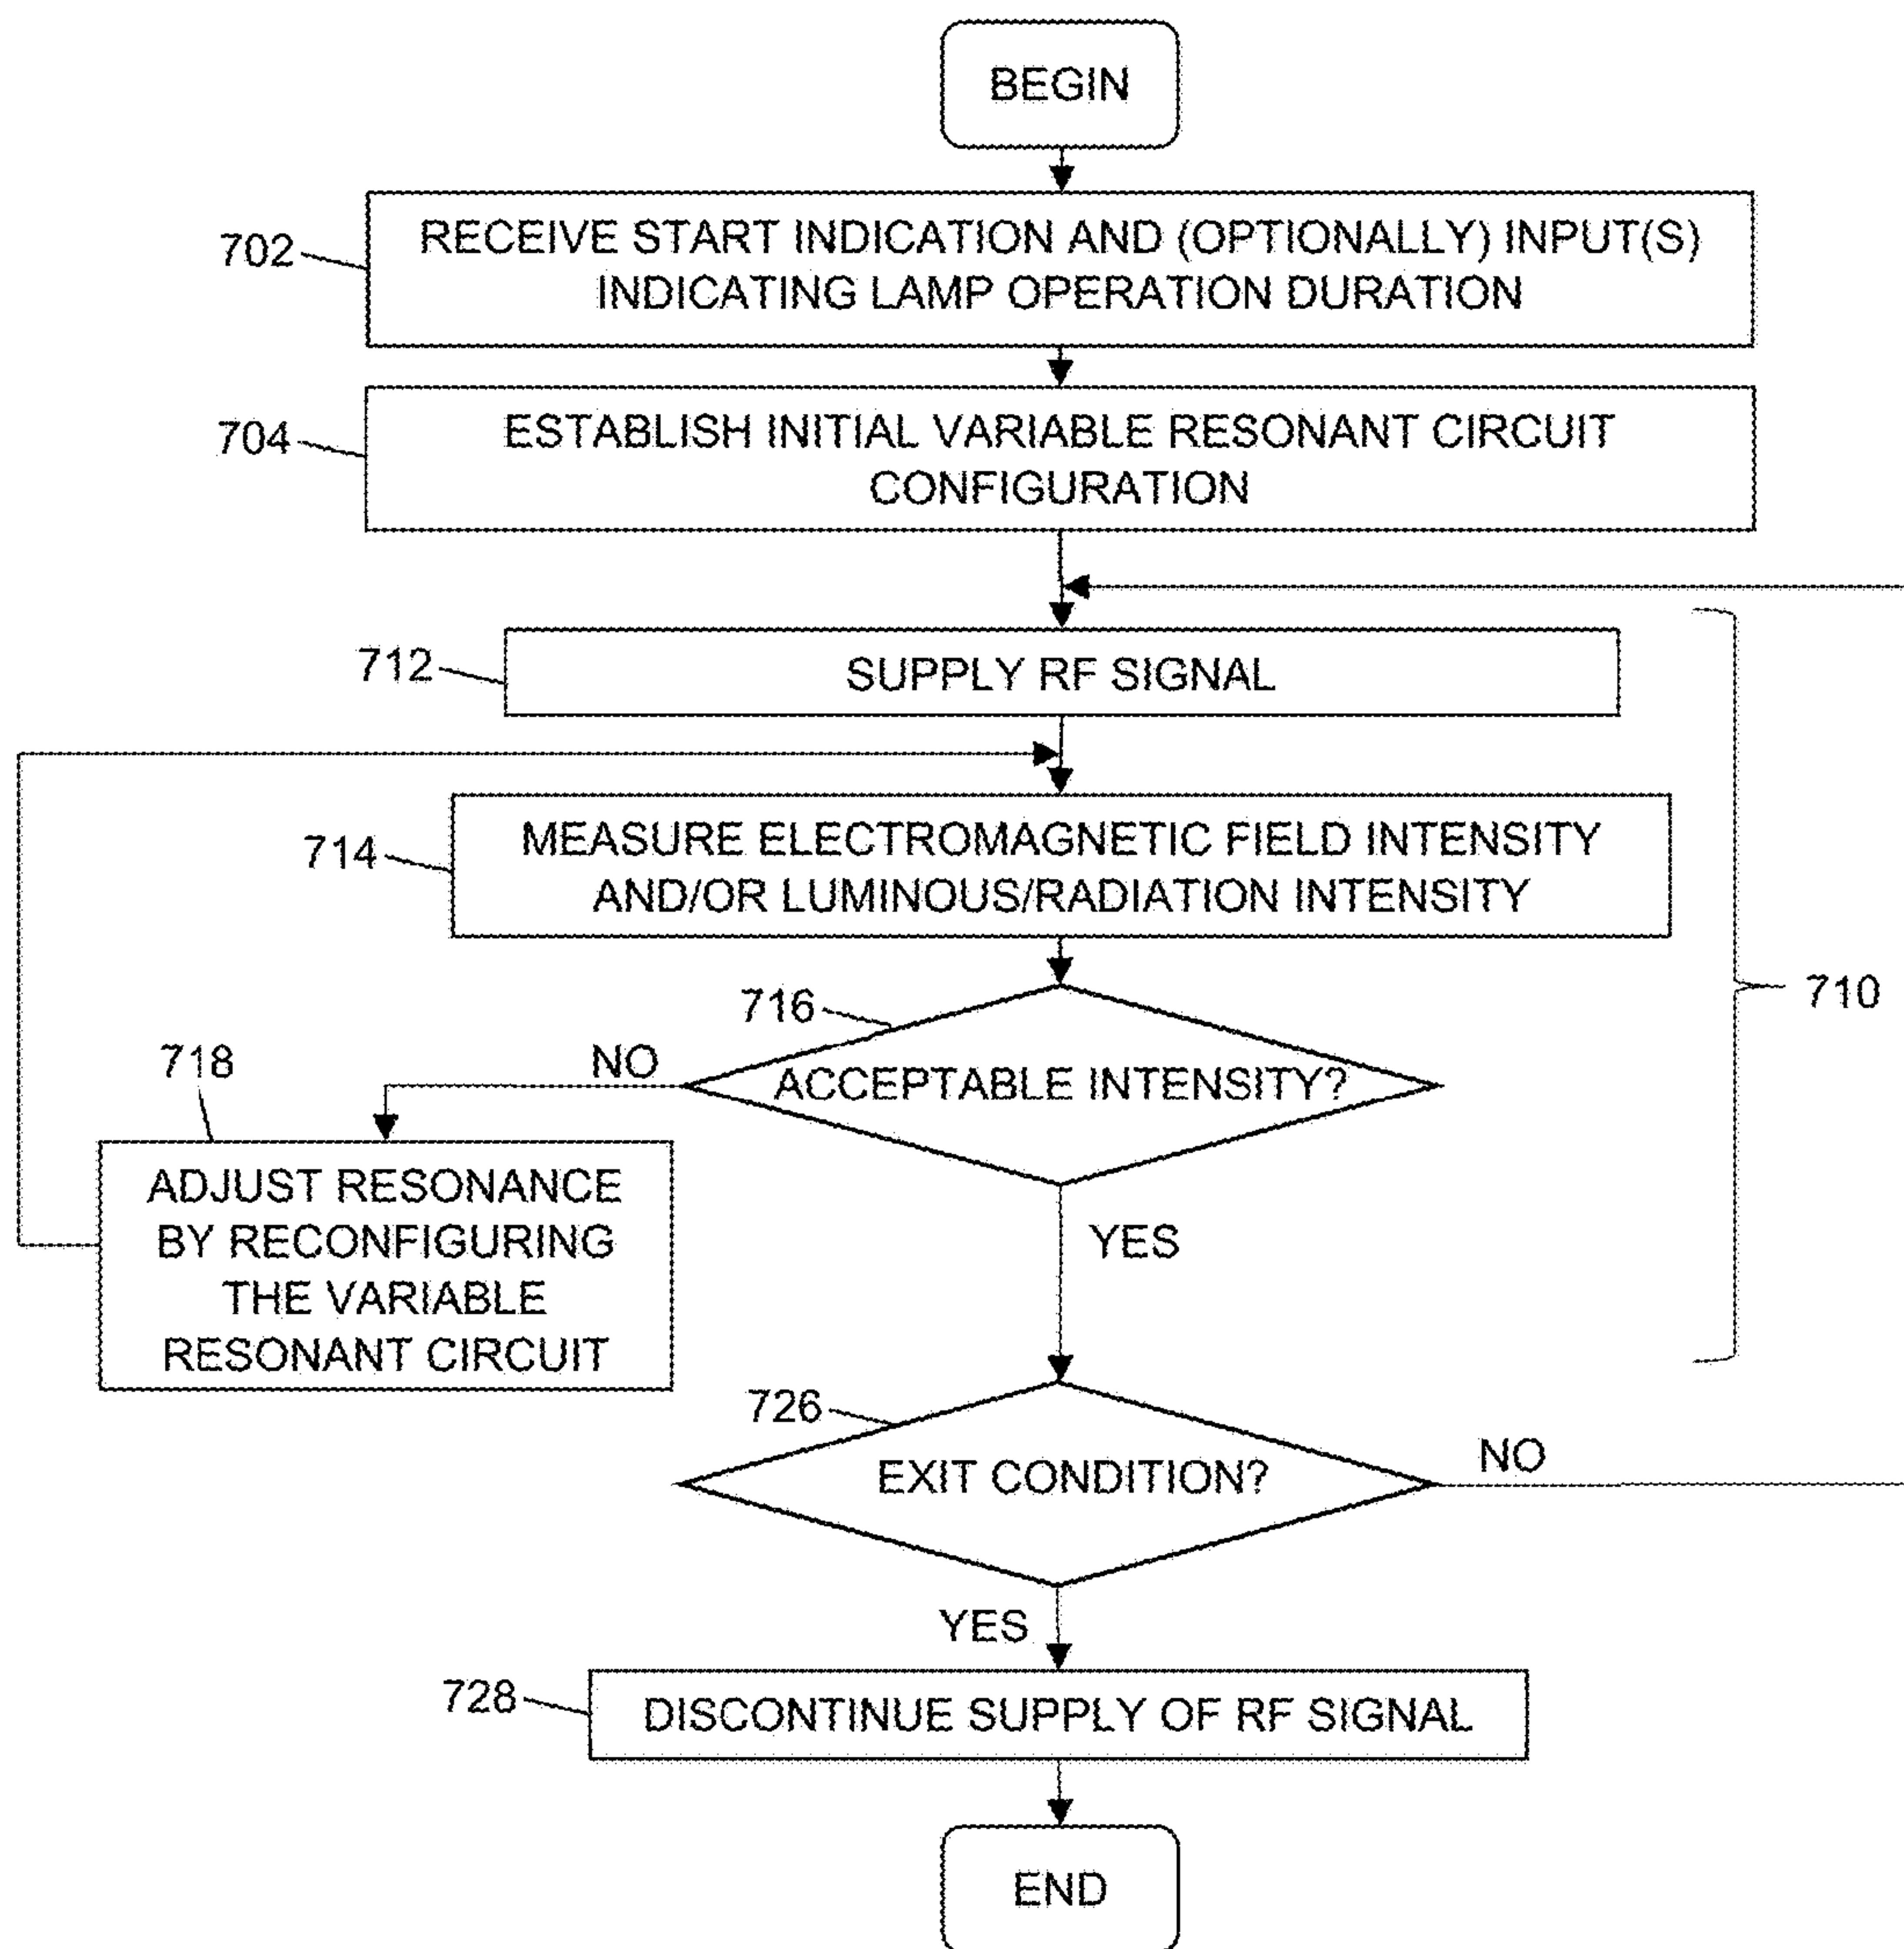 BEGIN
702
RECEIVE START INDICATION AND (OPTIONALLY) INPUT(S)
INDICATING LAMP OPERATION DURATION
704
ESTABLISH INITIAL VARIABLE RESONANT CIRCUIT
CONFIGURATION
712
SUPPLY RF SIGNAL
714
MEASURE ELECTROMAGNETIC FIELD INTENSITY
AND/OR LUMINOUS/RADIATION INTENSITY
710
716
ACCEPTABLE INTENSITY?
NO
718
ADJUST RESONANCE
BY RECONFIGURING
THE VARIABLE
RESONANT CIRCUIT
YES
726
EXIT CONDITION?
NO
YES
728
DISCONTINUE SUPPLY OF RF SIGNAL
END